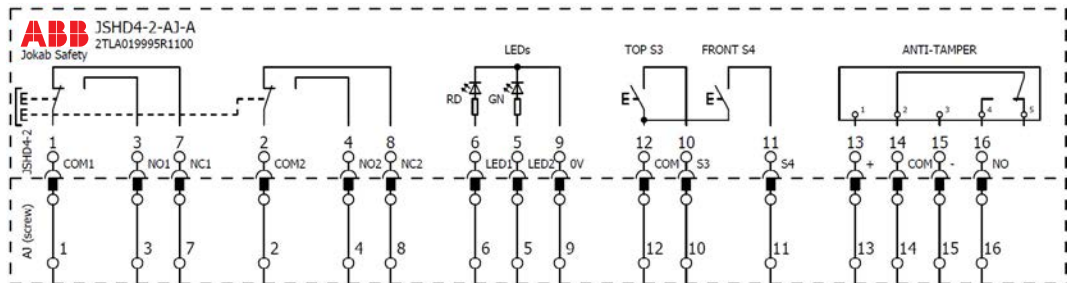 ABB JSHD4-2-AJ-A
2TLA019995R1100
Jokab Safety
LEDs TOP S3 FRONT S4 ANTI-TAMPER
RD GN
1 2 3 4 5
JSHD4-2
1 3 7 2 4 8 6 5 9 12 10 11 13 14 15 16
COM1 NO1 NC1 COM2 NO2 NC2 LED1 LED2 0V COM S3 S4 + COM - NO
AJ (screw)
1 3 7 2 4 8 6 5 9 12 10 11 13 14 15 16